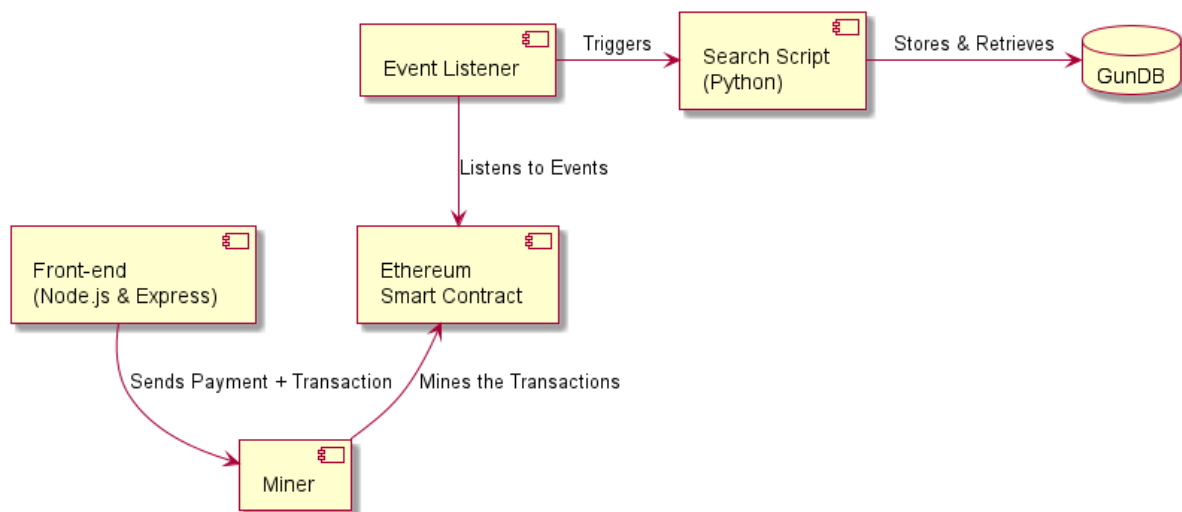 Event Listener
Triggers
Search Script
(Python)
Stores & Retrieves
GunDB
Listens to Events
Front-end
(Node.js & Express)
Ethereum
Smart Contract
Sends Payment + Transaction
Mines the Transactions
Miner